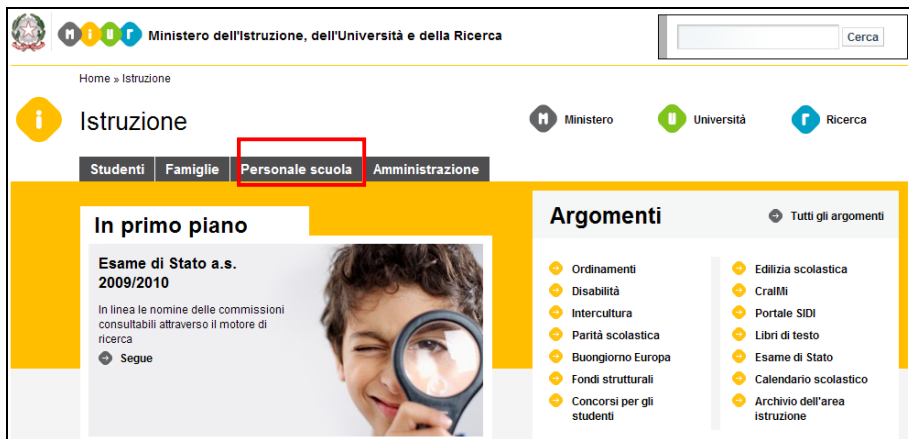 miur Ministero dell'Istruzione, dell'Università e della Ricerca
Cerca
Home » Istruzione
i Istruzione
m Ministero
u Università
r Ricerca
Studenti Famiglie Personale scuola Amministrazione
In primo piano
Esame di Stato a.s.
2009/2010
In linea le nomine delle commissioni
consultabili attraverso il motore di
ricerca
Segue
Argomenti
Tutti gli argomenti
Ordinamenti
Disabilità
Intercultura
Parità scolastica
Buongiorno Europa
Fondi strutturali
Concorsi per gli
studenti
Edilizia scolastica
CralMi
Portale SIDI
Libri di testo
Esame di Stato
Calendario scolastico
Archivio dell'area
istruzione